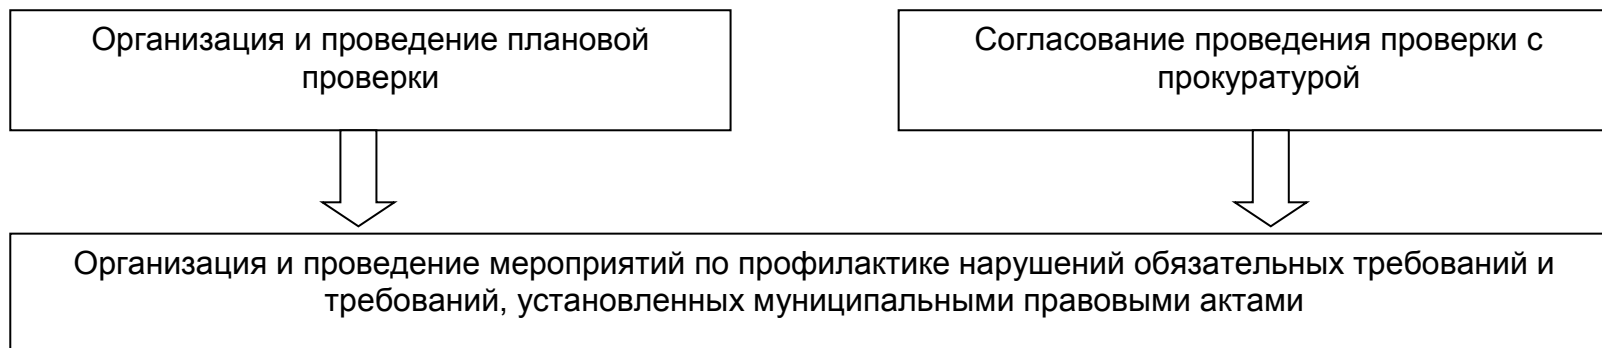 Организация и проведение плановой
проверки
Согласование проведения проверки с
прокуратурой
Организация и проведение мероприятий по профилактике нарушений обязательных требований и
требований, установленных муниципальными правовыми актами